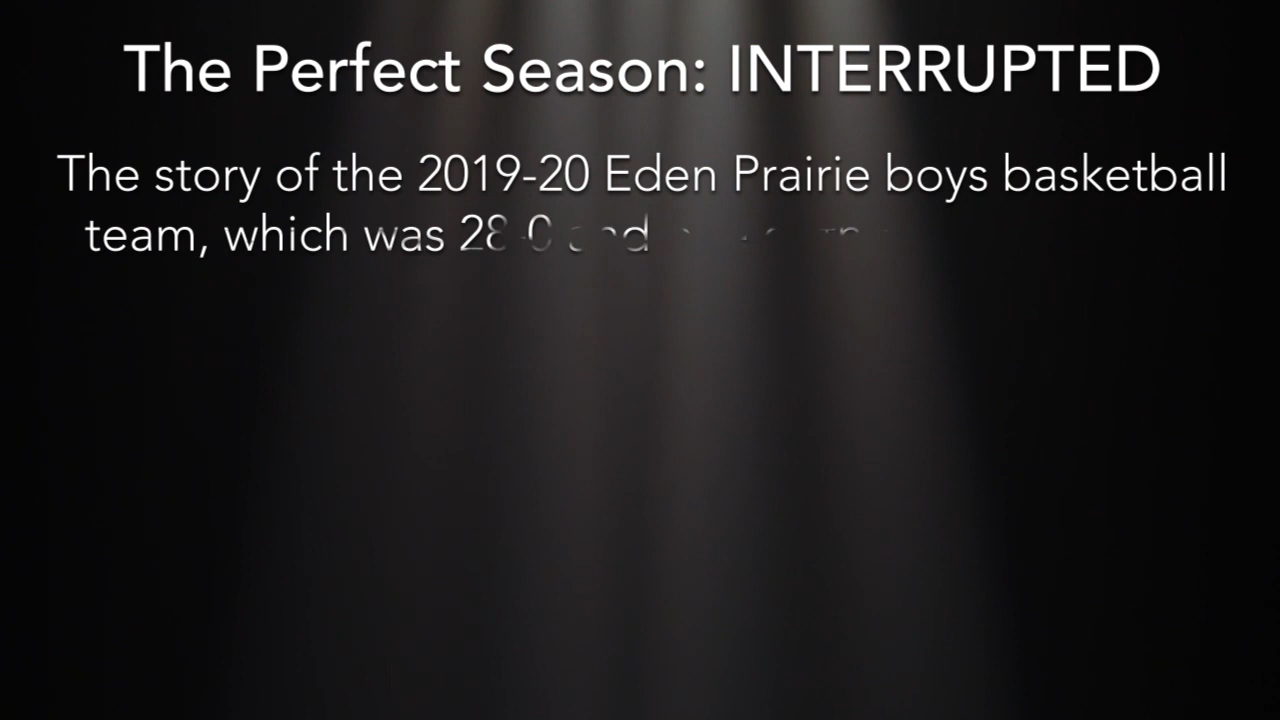 The Perfect Season: INTERRUPTED
The story of the 2019-20 Eden Prairie boys basketball
team, which was 28-0 and